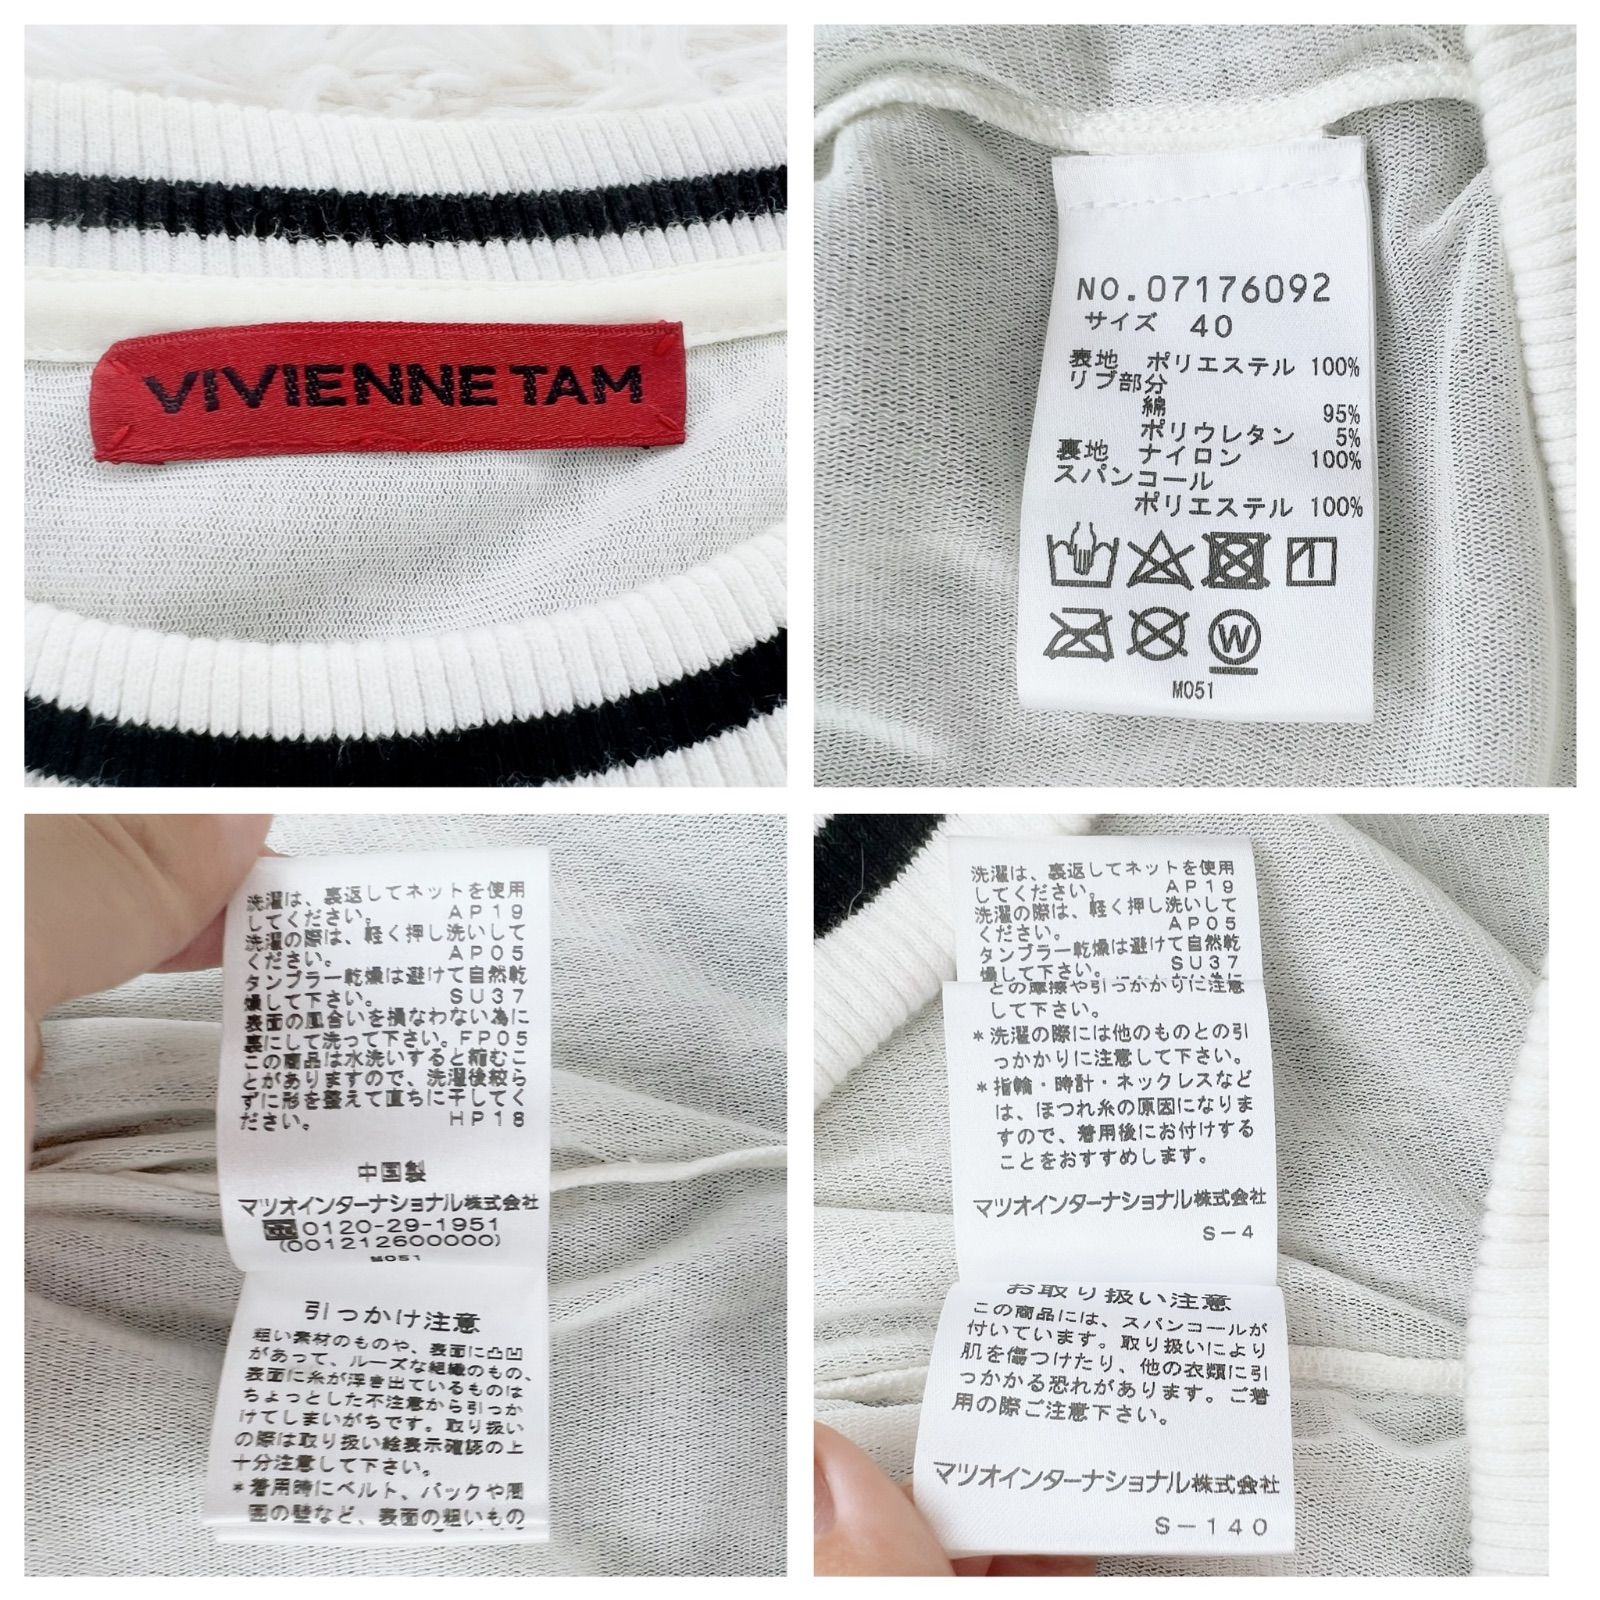 VIVIENNE TAM
NO.07176092
サイズ 40
表地 ポリエステル 100%
リブ部分
綿 95%
ポリウレタン 5%
裏地 ナイロン 100%
スパンコール
ポリエステル 100%
1
W
M051
洗濯は、裏返してネットを使用
してください。 AP19
洗濯の際は、軽く押し洗いして
ください。 AP05
タンブラー乾燥は避けて自然乾
燥して下さい。 SU37
表面の風合いを損なわない為に
裏にして洗って下さい。FP05
この商品は水洗いすると縮むこ
とがありますので、洗濯後絞ら
ずに形を整えて直ちに干してく
ださい。 HP18
中国製
マツオインターナショナル株式会社
0120-29-1951
(001212600000)
M051
引っかけ注意
粗い素材のものや、表面に凸凹
があって、ルーズな組織のもの、
表面に糸が浮き出ているものは
ちょっとした不注意から引っか
けてしまいがちです。取り扱い
の際は取り扱い絵表示確認の上
十分注意して下さい。
*着用時にベルト、バックや周
囲の壁など、表面の粗いもの
洗濯は、裏返してネットを使用
してください。 AP19
洗濯の際は、軽く押し洗いして
ください。 AP05
タンブラー乾燥は避けて自然乾
燥して下さい。 SU37
との摩擦や引っかかりに注意
して下さい。
*洗濯の際には他のものとの引
っかかりに注意して下さい。
*指輪・時計・ネックレスなど
は、ほつれ糸の原因になりま
すので、着用後にお付けする
ことをおすすめします。
マツオインターナショナル株式会社
S-4
お取り扱い注意
この商品には、スパンコールが
付いています。取り扱いにより
肌を傷つけたり、他の衣類に引
っかかる恐れがあります。ご着
用の際ご注意下さい。
マツオインターナショナル株式会社
S-140